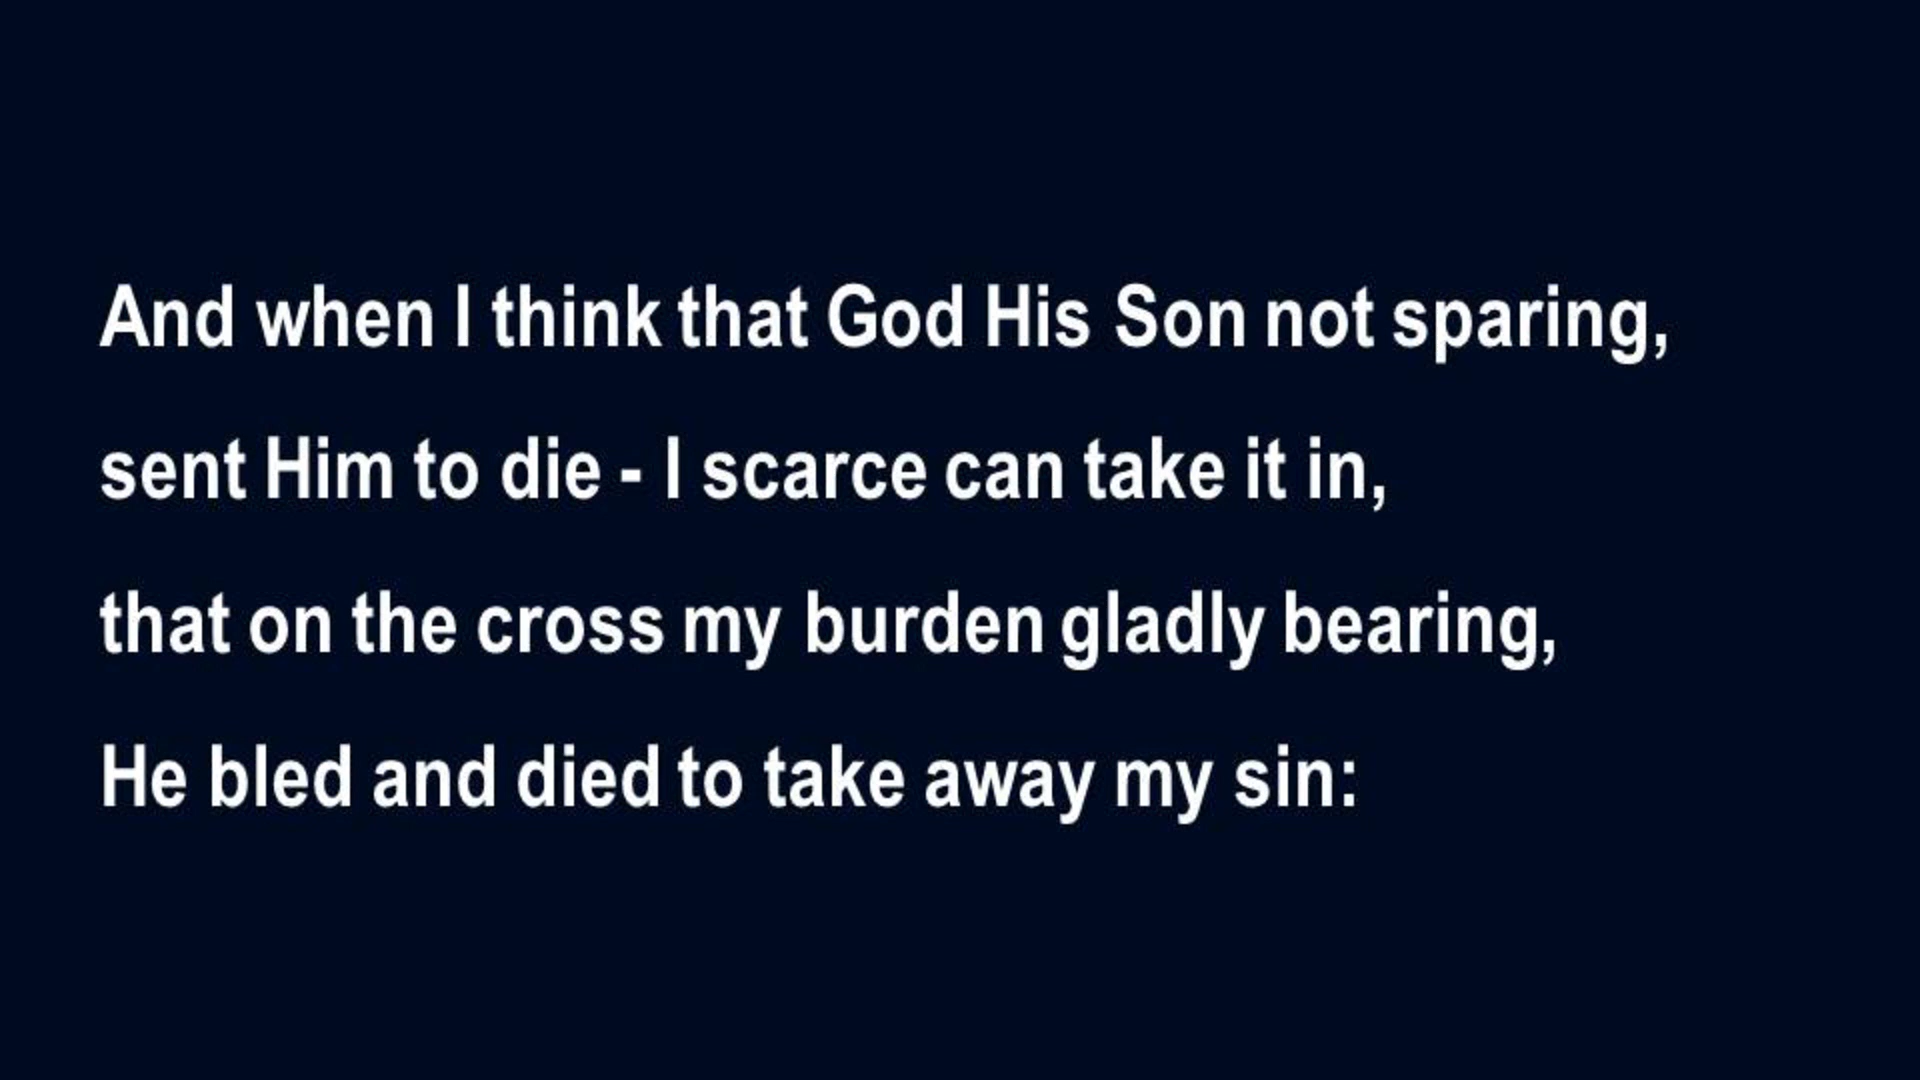 And when I think that God His Son not sparing,
sent Him to die - I scarce can take it in,
that on the cross my burden gladly bearing,
He bled and died to take away my sin: